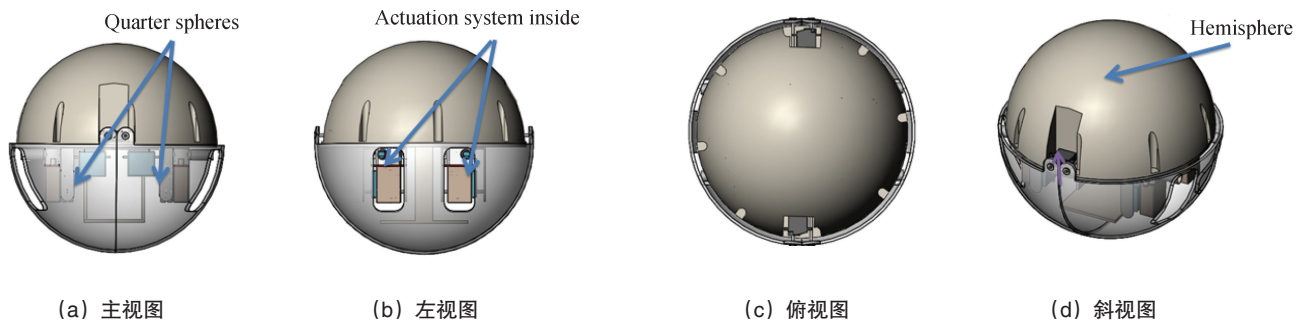 Quarter spheres
Actuation system inside
Hemisphere
(a) 主视图
(b) 左视图
(c) 俯视图
(d) 斜视图